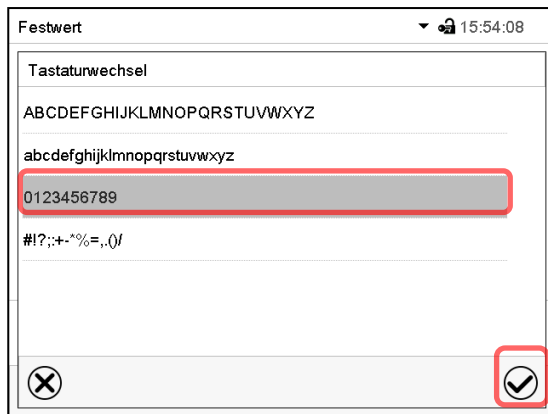 Festwert 15:54:08
Tastaturwechsel
ABCDEFGHIJKLMNOPQRSTUVWXYZ
abcdefghijklmnopqrstuvwxyz
0123456789
#!?;:+-*%=,.()/